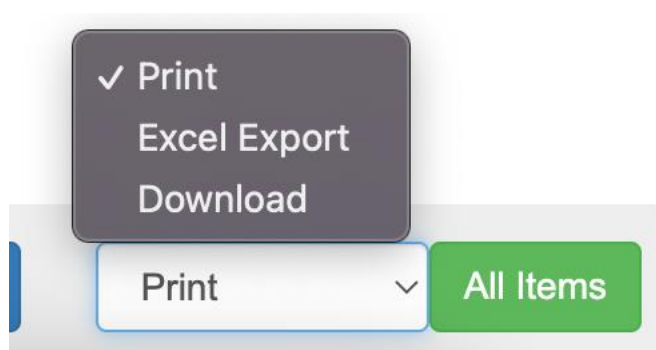 ✓ Print
Excel Export
Download
Print
All Items